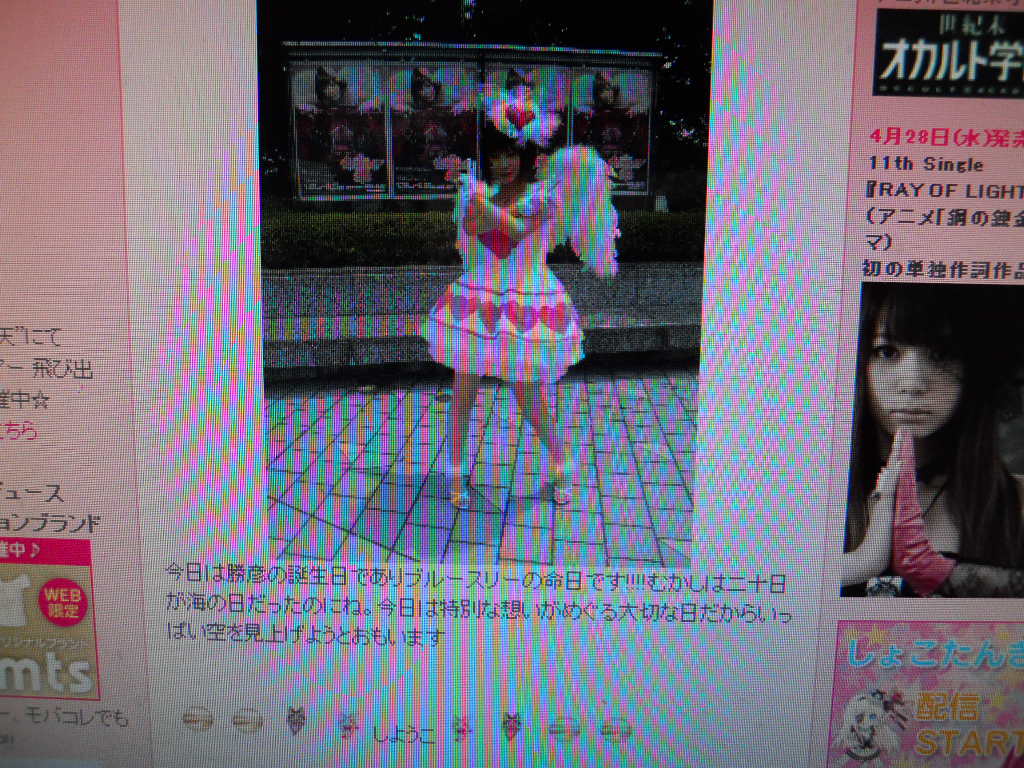 天"にて
ー 飛び出
催中☆
こちら
デュース
ョンブランド
催中♪
WEB
限定
mts
ー、モバコレでも
今日は勝彦の誕生日でありブルースリーの命日です!!!!むかしは二十日
が海の日だったのにね。今日は特別な想いがめぐる大切な日だからいっ
ぱい空を見上げようとおもいます
しようこ
世紀末
オカルト学
4月28日(水)発売
11th Single
『RAY OF LIGHT
(アニメ「鋼の錬金
マ)
初の単独作詞作品
しょこたんき
配信
START